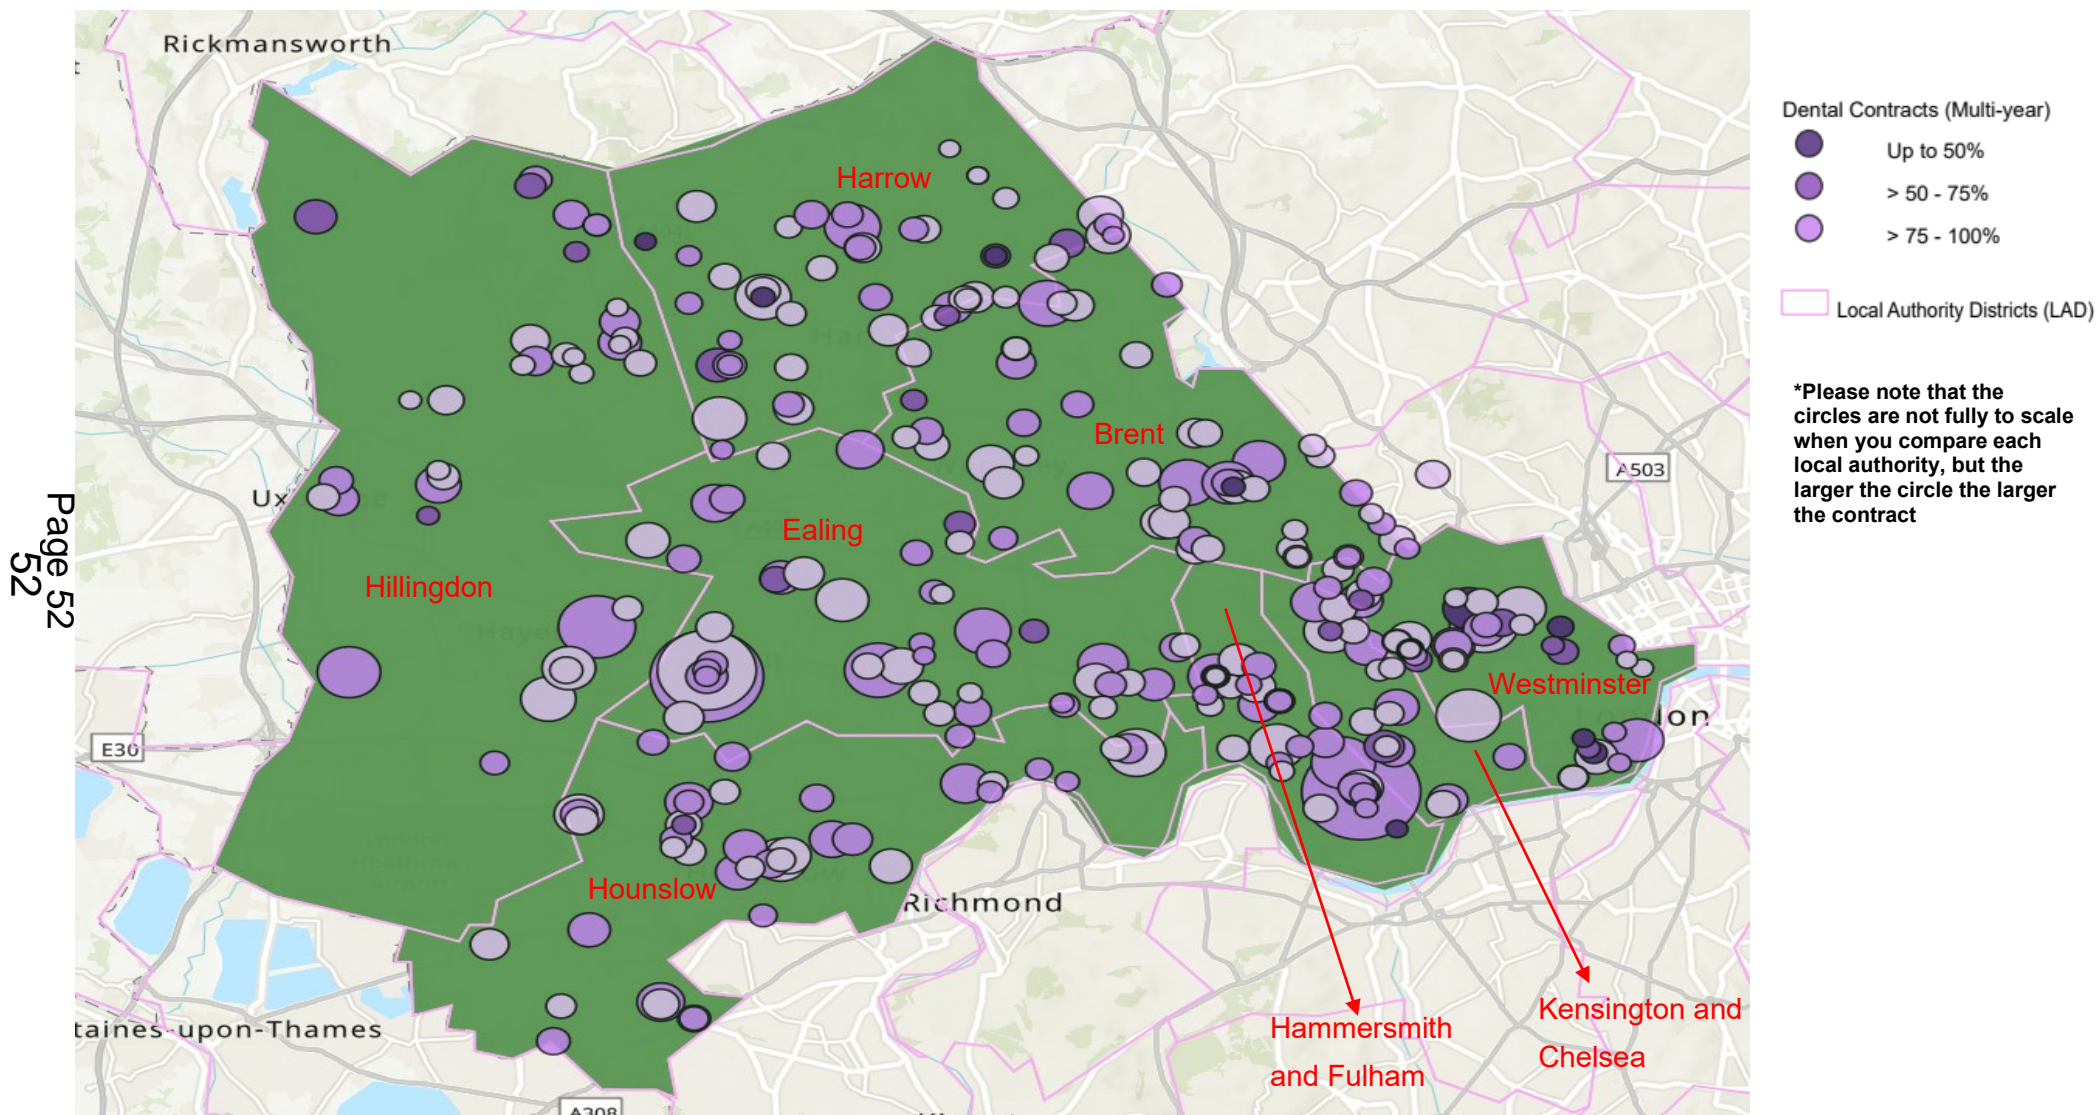 Rickmansworth
Harrow
Brent
Ealing
Hillingdon
Hounslow
Westminster
A503
E30
Richmond
taines-upon-Thames
A308
Hammersmith
and Fulham
Kensington and
Chelsea
Page 52
52
Dental Contracts (Multi-year)
Up to 50%
> 50 - 75%
> 75 - 100%
Local Authority Districts (LAD)
*Please note that the
circles are not fully to scale
when you compare each
local authority, but the
larger the circle the larger
the contract